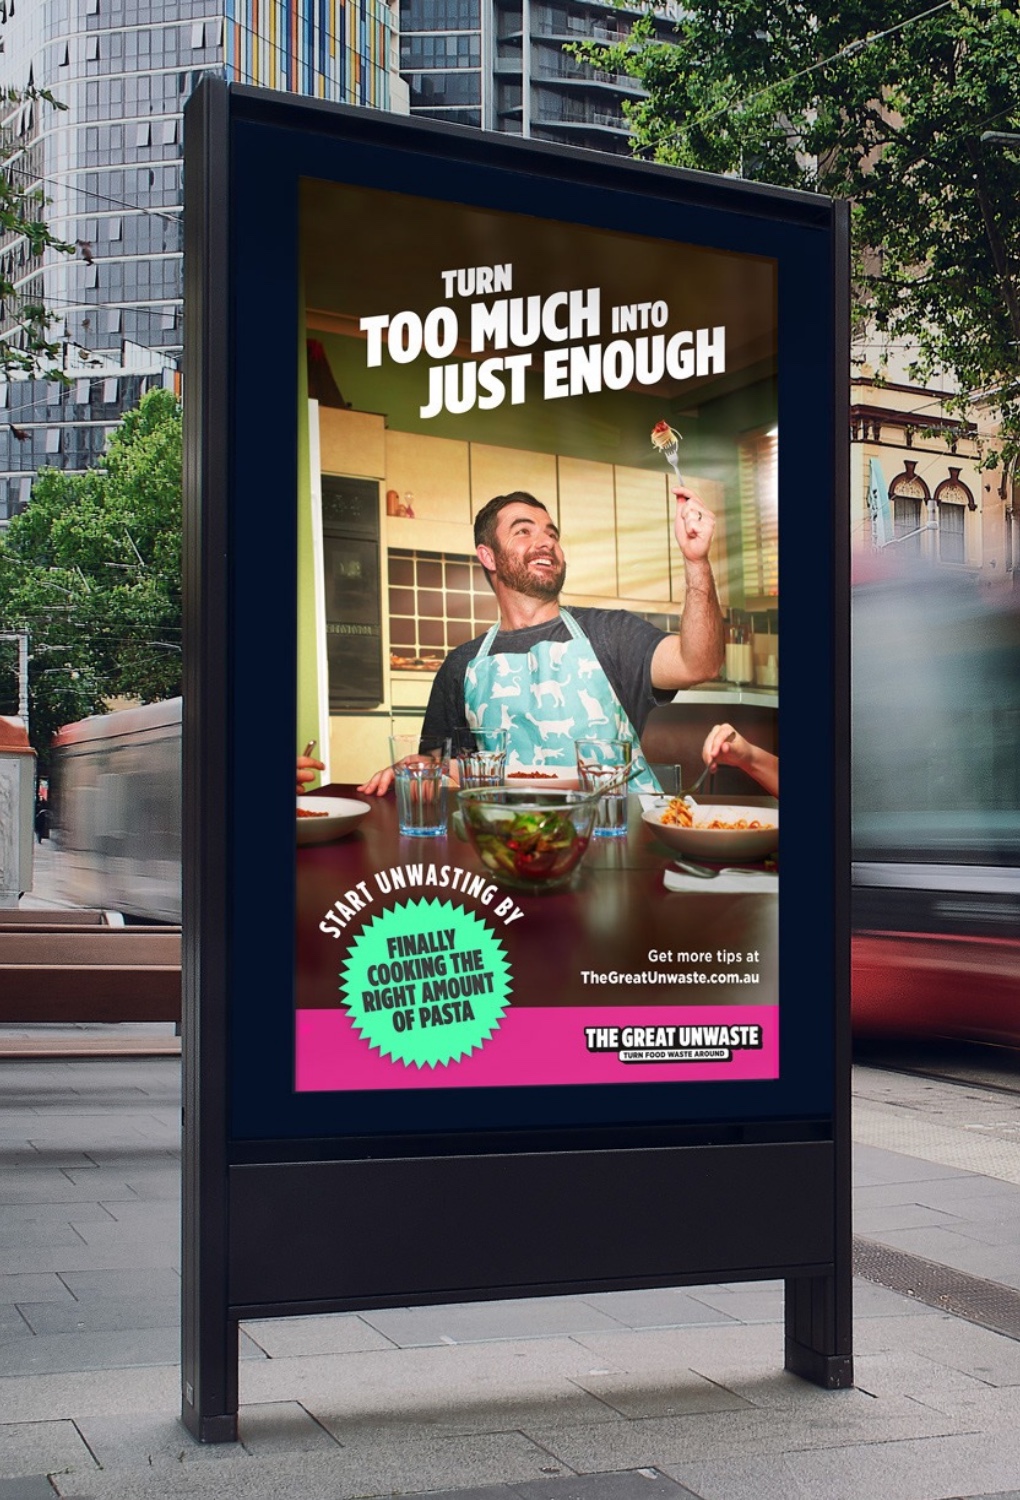 TURN
TOO MUCH INTO
JUST ENOUGH
START UNWASTING BY
FINALLY
COOKING THE
RIGHT AMOUNT
OF PASTA
Get more tips at
TheGreatUnwaste.com.au
THE GREAT UNWASTE
TURN FOOD WASTE AROUND